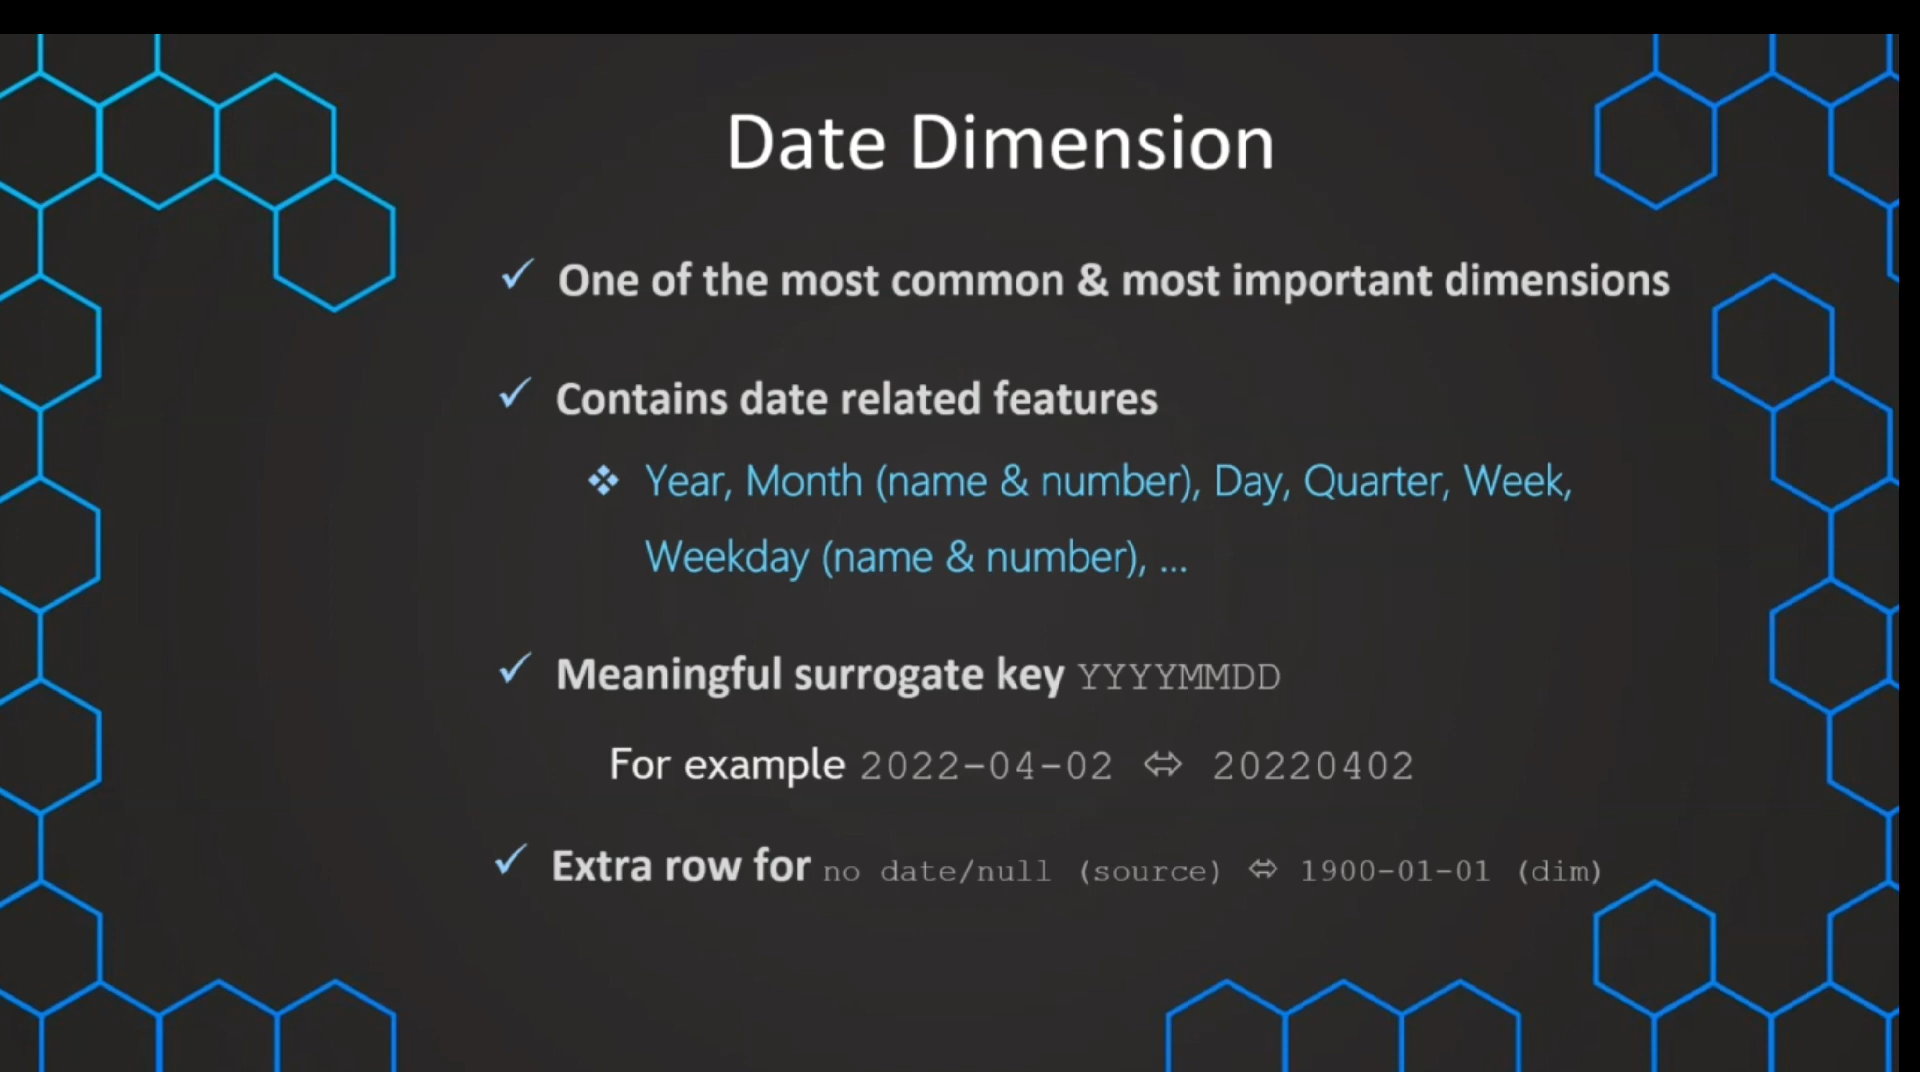 Date Dimension
One of the most common & most important dimensions
Contains date related features
Year, Month (name & number), Day, Quarter, Week,
Weekday (name & number), ...
Meaningful surrogate key YYYYMMDD
For example 2022-04-02 ⬄ 20220402
Extra row for no date/null (source) ⬄ 1900-01-01 (dim)